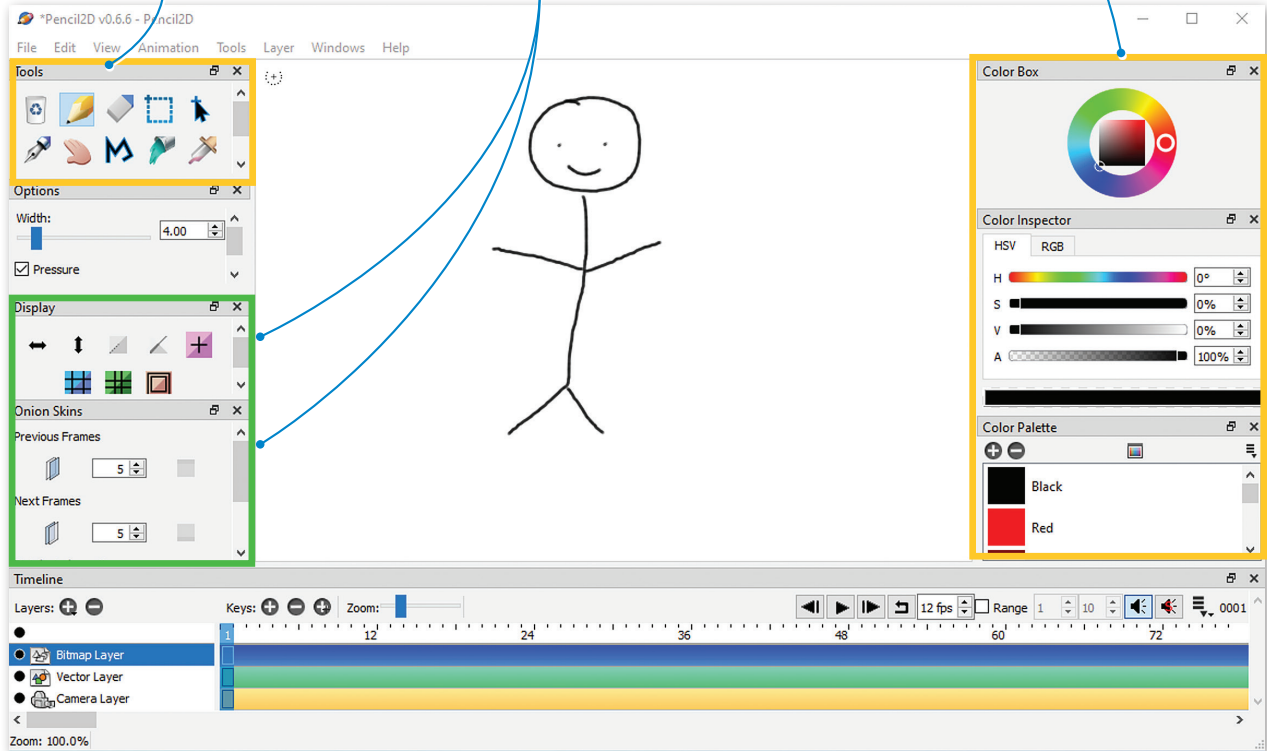 *Pencil2D v0.6.6 - Pencil2D
File Edit View Animation Tools Layer Windows Help
Tools
Options
Width:
4.00
Pressure
Display
Onion Skins
Previous Frames
5
Next Frames
5
Color Box
Color Inspector
HSV RGB
H 0°
S 0%
V 0%
A 100%
Color Palette
Black
Red
Timeline
Layers: Keys: Zoom: 12 fps Range 1 10 0001
1 12 24 36 48 60 72
Bitmap Layer
Vector Layer
Camera Layer
Zoom: 100.0%